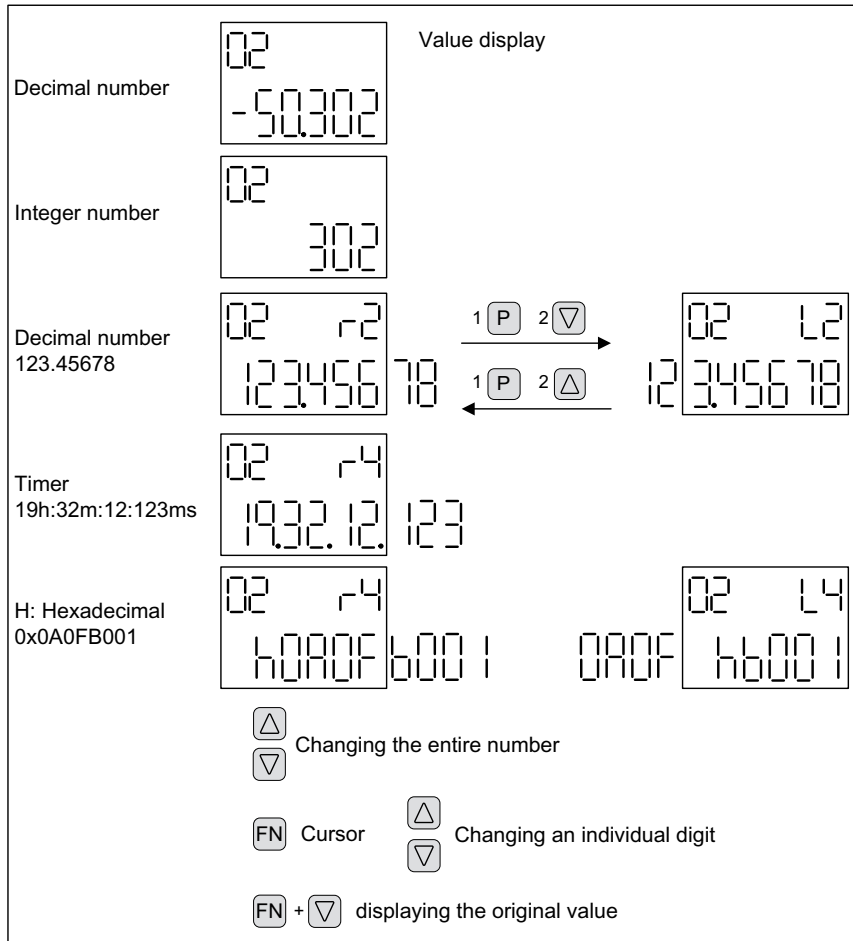 Value display
02
Decimal number
-50.302
02
Integer number
302
02 r2
1 P 2
02 L2
Decimal number
123.45678
123.456 78
1 P 2
12 3.45678
02 r4
Timer
19h:32m:12:123ms
19.32.12. 123
02 r4
02 L4
H: Hexadecimal
0x0A0FB001
h0A0F b001
0A0F hb001
Changing the entire number
FN Cursor
Changing an individual digit
FN + displaying the original value